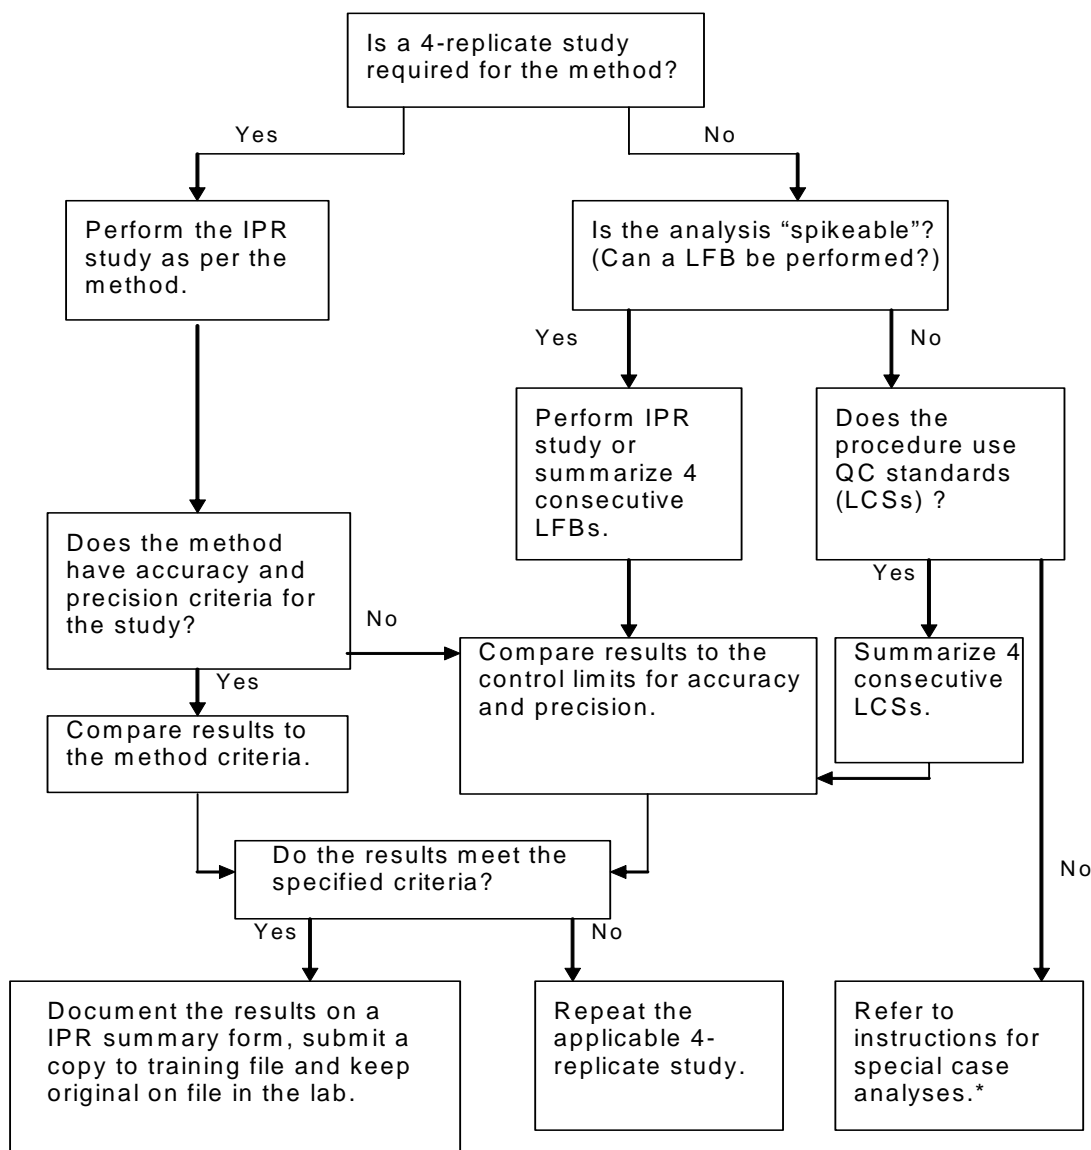 Is a 4-replicate study
required for the method?
Yes
No
Perform the IPR
study as per the
method.
Is the analysis “spikeable”?
(Can a LFB be performed?)
Yes
No
Perform IPR
study or
summarize 4
consecutive
LFBs.
Does the
procedure use
QC standards
(LCSs) ?
Does the method
have accuracy and
precision criteria for
the study?
No
Yes
Yes
Compare results to the
control limits for accuracy
and precision.
Summarize 4
consecutive
LCSs.
Compare results to
the method criteria.
Do the results meet the
specified criteria?
No
Yes
No
Document the results on a
IPR summary form, submit a
copy to training file and keep
original on file in the lab.
Repeat the
applicable 4-
replicate study.
Refer to
instructions for
special case
analyses.*